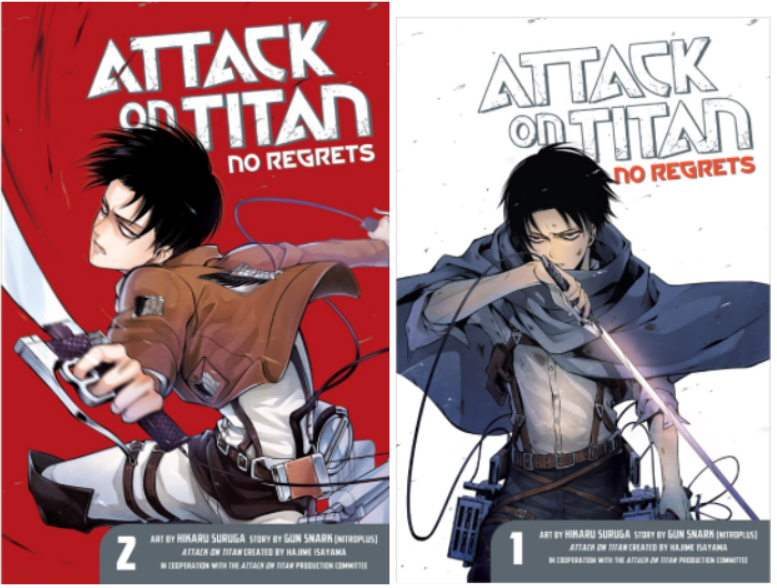 ATTACK
ON TITAN
NO REGRETS
2
ART BY HIKARU SURUGA STORY BY GUN SNARK [NITROPLUS]
ATTACK ON TITAN CREATED BY HAJIME ISAYAMA
IN COOPERATION WITH THE ATTACK ON TITAN PRODUCTION COMMITTEE
ATTACK
ON TITAN
NO REGRETS
1
ART BY HIKARU SURUGA STORY BY GUN SNARK [NITROPLUS]
ATTACK ON TITAN CREATED BY HAJIME ISAYAMA
IN COOPERATION WITH THE ATTACK ON TITAN PRODUCTION COMMITTEE